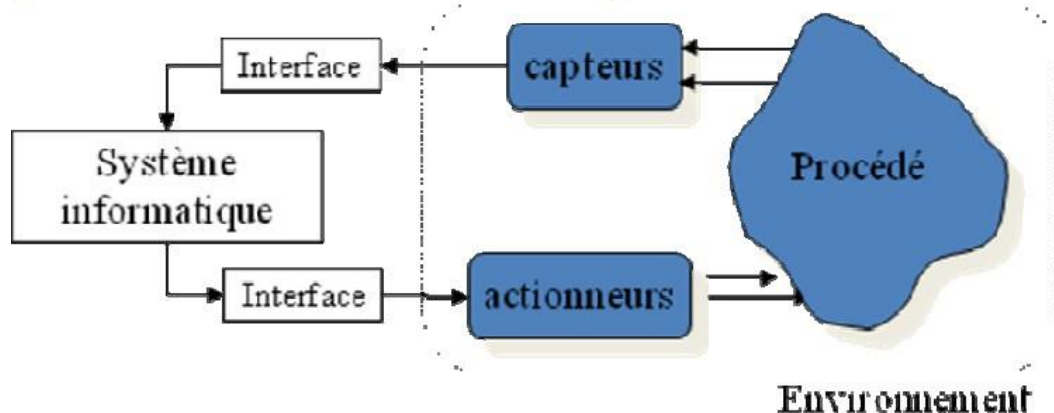 Interface
capteurs
Procédé
Système
informatique
Interface
actionneurs
Environnement